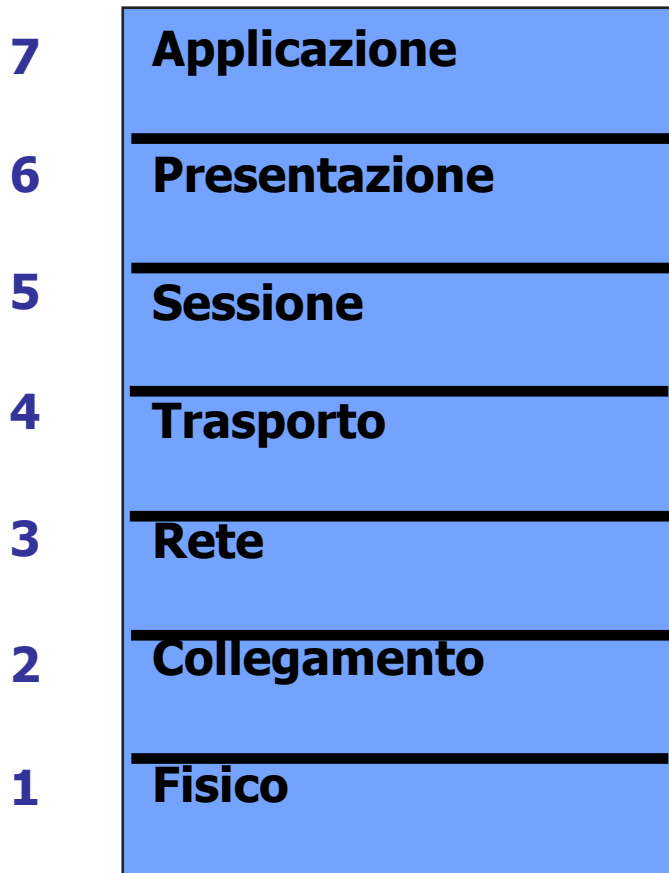 7 Applicazione
6 Presentazione
5 Sessione
4 Trasporto
3 Rete
2 Collegamento
1 Fisico